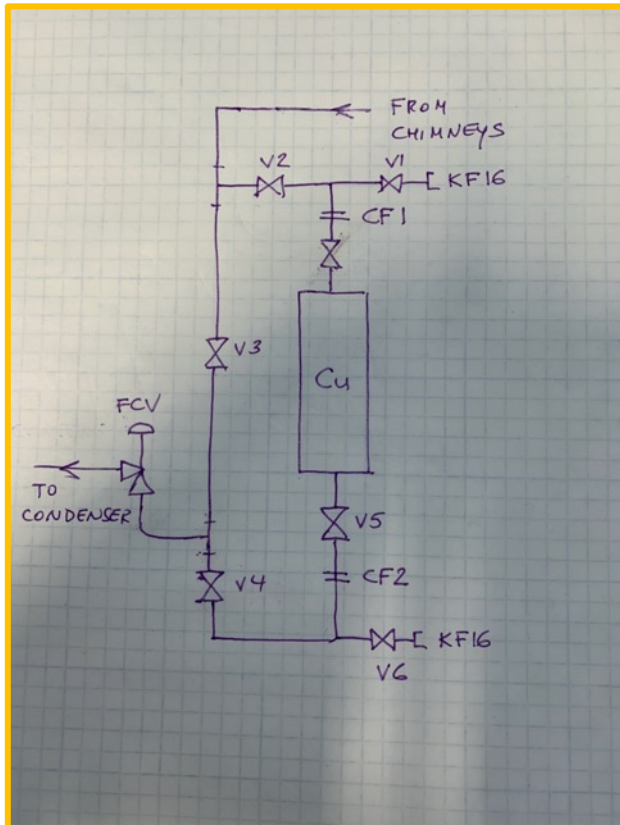 FROM
CHIMNEYS
V2
V1
KF16
CF1
V3
Cu
FCV
TO
CONDENSER
V5
CF2
V4
KF16
V6